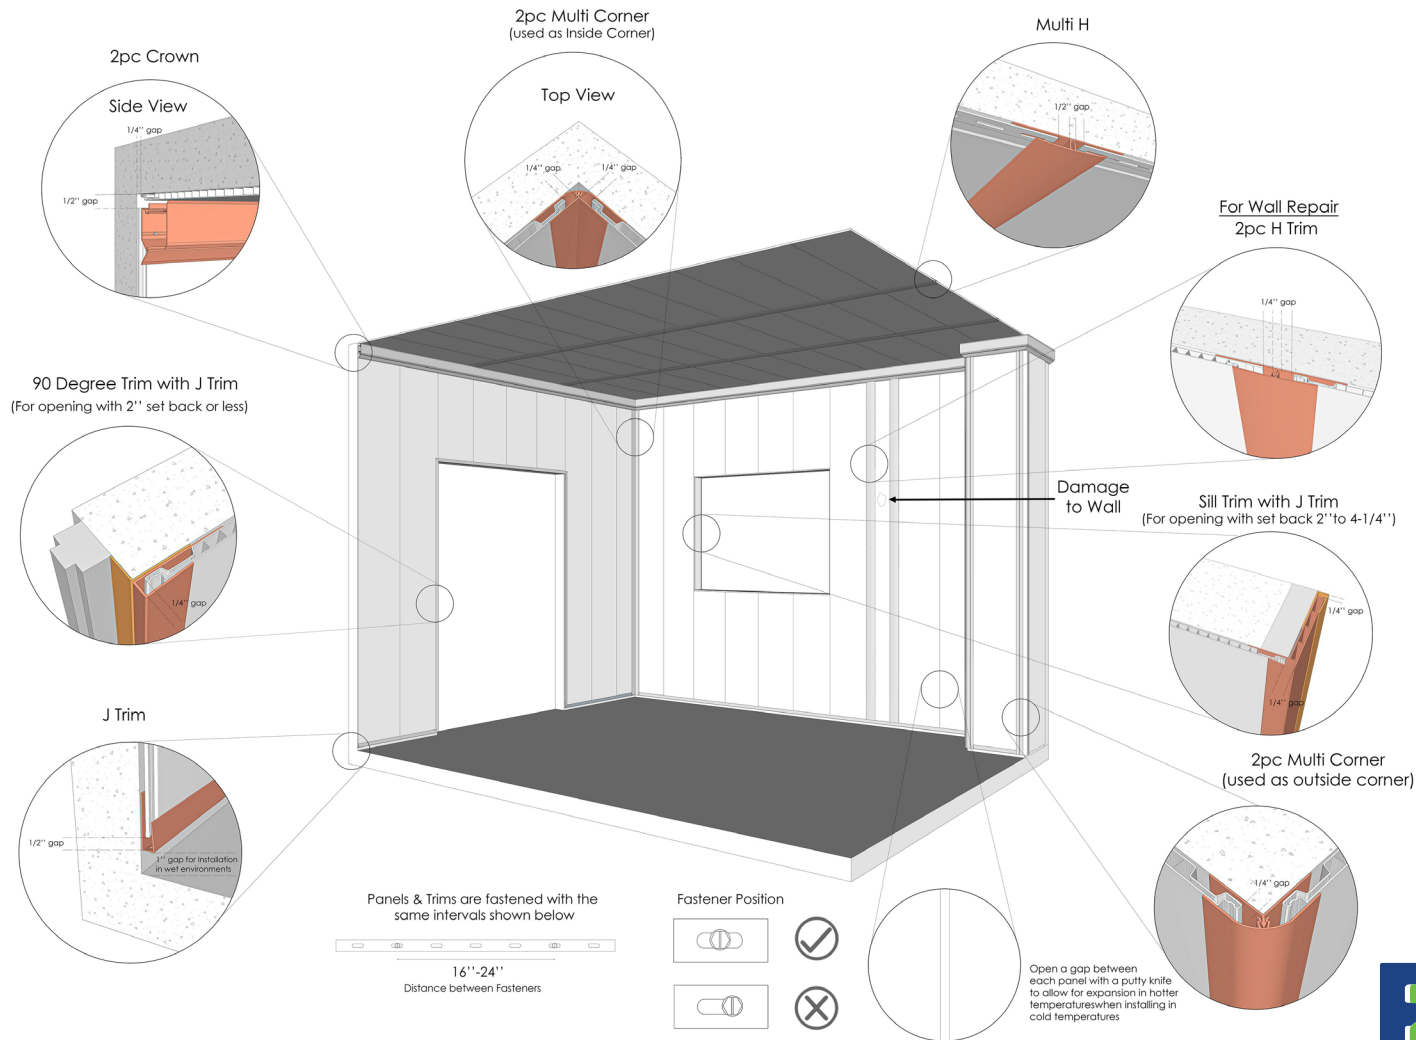 2pc Crown
Side View
1/4'' gap
1/2'' gap
2pc Multi Corner
(used as Inside Corner)
Top View
1/4'' gap
1/4'' gap
Multi H
1/2'' gap
For Wall Repair
2pc H Trim
1/4'' gap
90 Degree Trim with J Trim
(For opening with 2'' set back or less)
1/4'' gap
Damage
to Wall
Sill Trim with J Trim
(For opening with set back 2''to 4-1/4'')
1/4'' gap
1/4'' gap
J Trim
1/2'' gap
1'' gap for Installation
in wet environments
2pc Multi Corner
(used as outside corner)
1/4'' gap
Panels & Trims are fastened with the
same intervals shown below
16''-24''
Distance between Fasteners
Fastener Position
Open a gap between
each panel with a putty knife
to allow for expansion in hotter
temperatureswhen installing in
cold temperatures